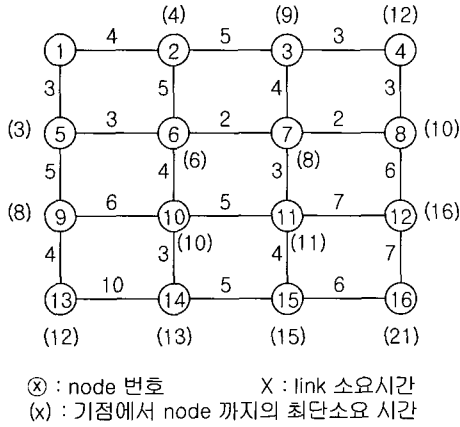 (4) (9) (12)
1 4 2 5 3 3 4
3 5 4 3
(3) 5 3 6 2 7 2 8 (10)
(6) (8)
5 4 3 6
(8) 9 6 10 5 11 7 12 (16)
(10) (11)
4 3 4 7
13 10 14 5 15 6 16
(12) (13) (15) (21)
ⓧ : node 번호 X : link 소요시간
(x) : 기점에서 node 까지의 최단소요 시간